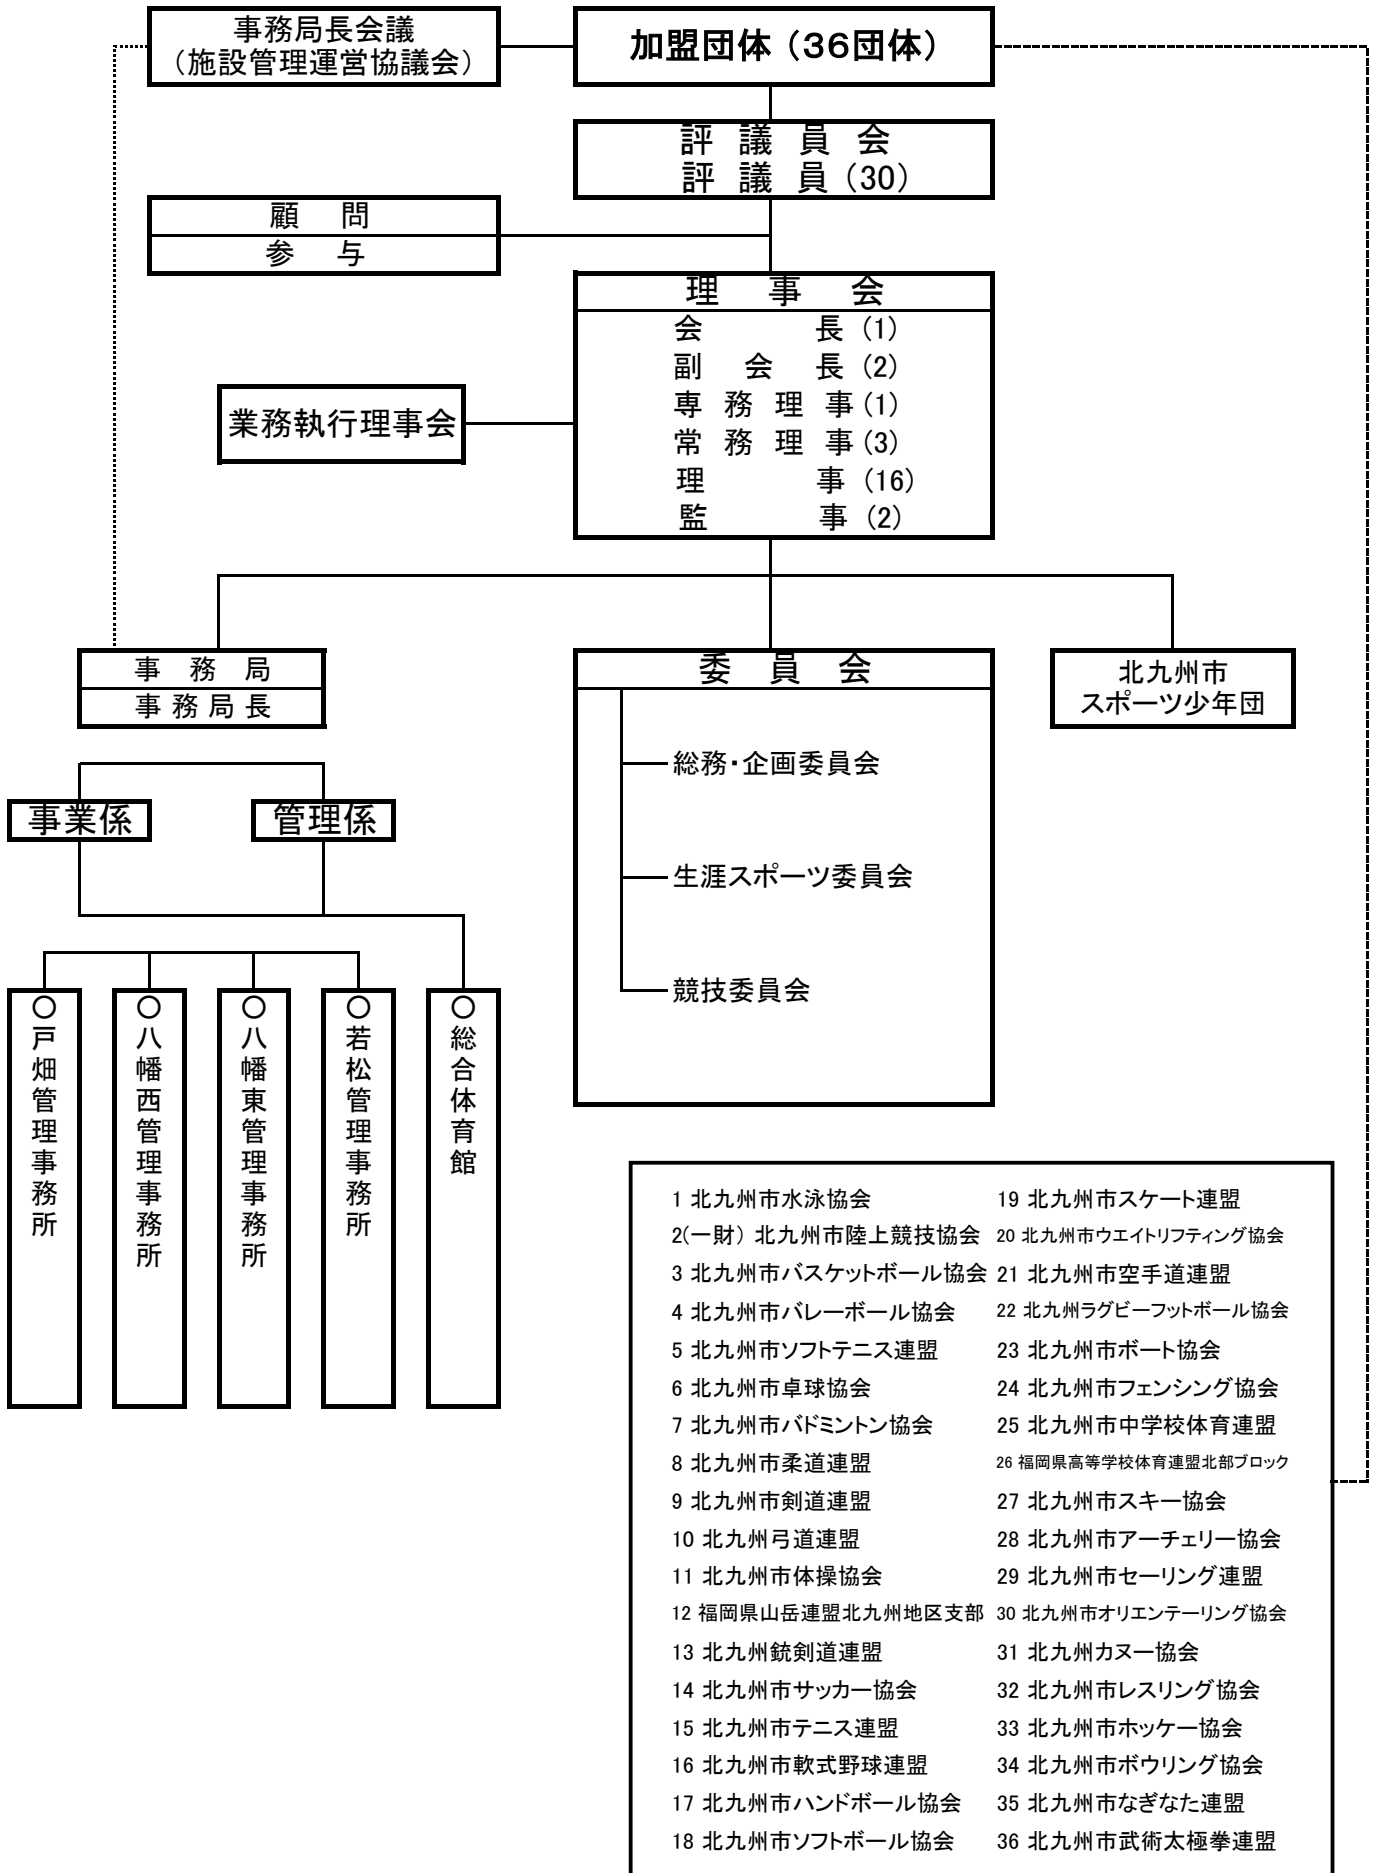 事務局長会議
（施設管理運営協議会）
加盟団体（36団体）
評議員会
評議員（30）
顧問
参与
理事会
会長（1）
副会長（2）
専務理事（1）
常務理事（3）
理事（16）
監事（2）
業務執行理事会
事務局
事務局長
委員会
総務・企画委員会
生涯スポーツ委員会
競技委員会
北九州市
スポーツ少年団
事業係
管理係
○戸畑管理事務所
○八幡西管理事務所
○八幡東管理事務所
○若松管理事務所
○総合体育館
1 北九州市水泳協会
2(一財）北九州市陸上競技協会
3 北九州市バスケットボール協会
4 北九州市バレーボール協会
5 北九州市ソフトテニス連盟
6 北九州市卓球協会
7 北九州市バドミントン協会
8 北九州市柔道連盟
9 北九州市剣道連盟
10 北九州弓道連盟
11 北九州市体操協会
12 福岡県山岳連盟北九州地区支部
13 北九州銃剣道連盟
14 北九州市サッカー協会
15 北九州市テニス連盟
16 北九州市軟式野球連盟
17 北九州市ハンドボール協会
18 北九州市ソフトボール協会
19 北九州市スケート連盟
20 北九州市ウエイトリフティング協会
21 北九州市空手道連盟
22 北九州ラグビーフットボール協会
23 北九州市ボート協会
24 北九州市フェンシング協会
25 北九州市中学校体育連盟
26 福岡県高等学校体育連盟北部ブロック
27 北九州市スキー協会
28 北九州市アーチェリー協会
29 北九州市セーリング連盟
30 北九州市オリエンテーリング協会
31 北九州カヌー協会
32 北九州市レスリング協会
33 北九州市ホッケー協会
34 北九州市ボウリング協会
35 北九州市なぎなた連盟
36 北九州市武術太極拳連盟